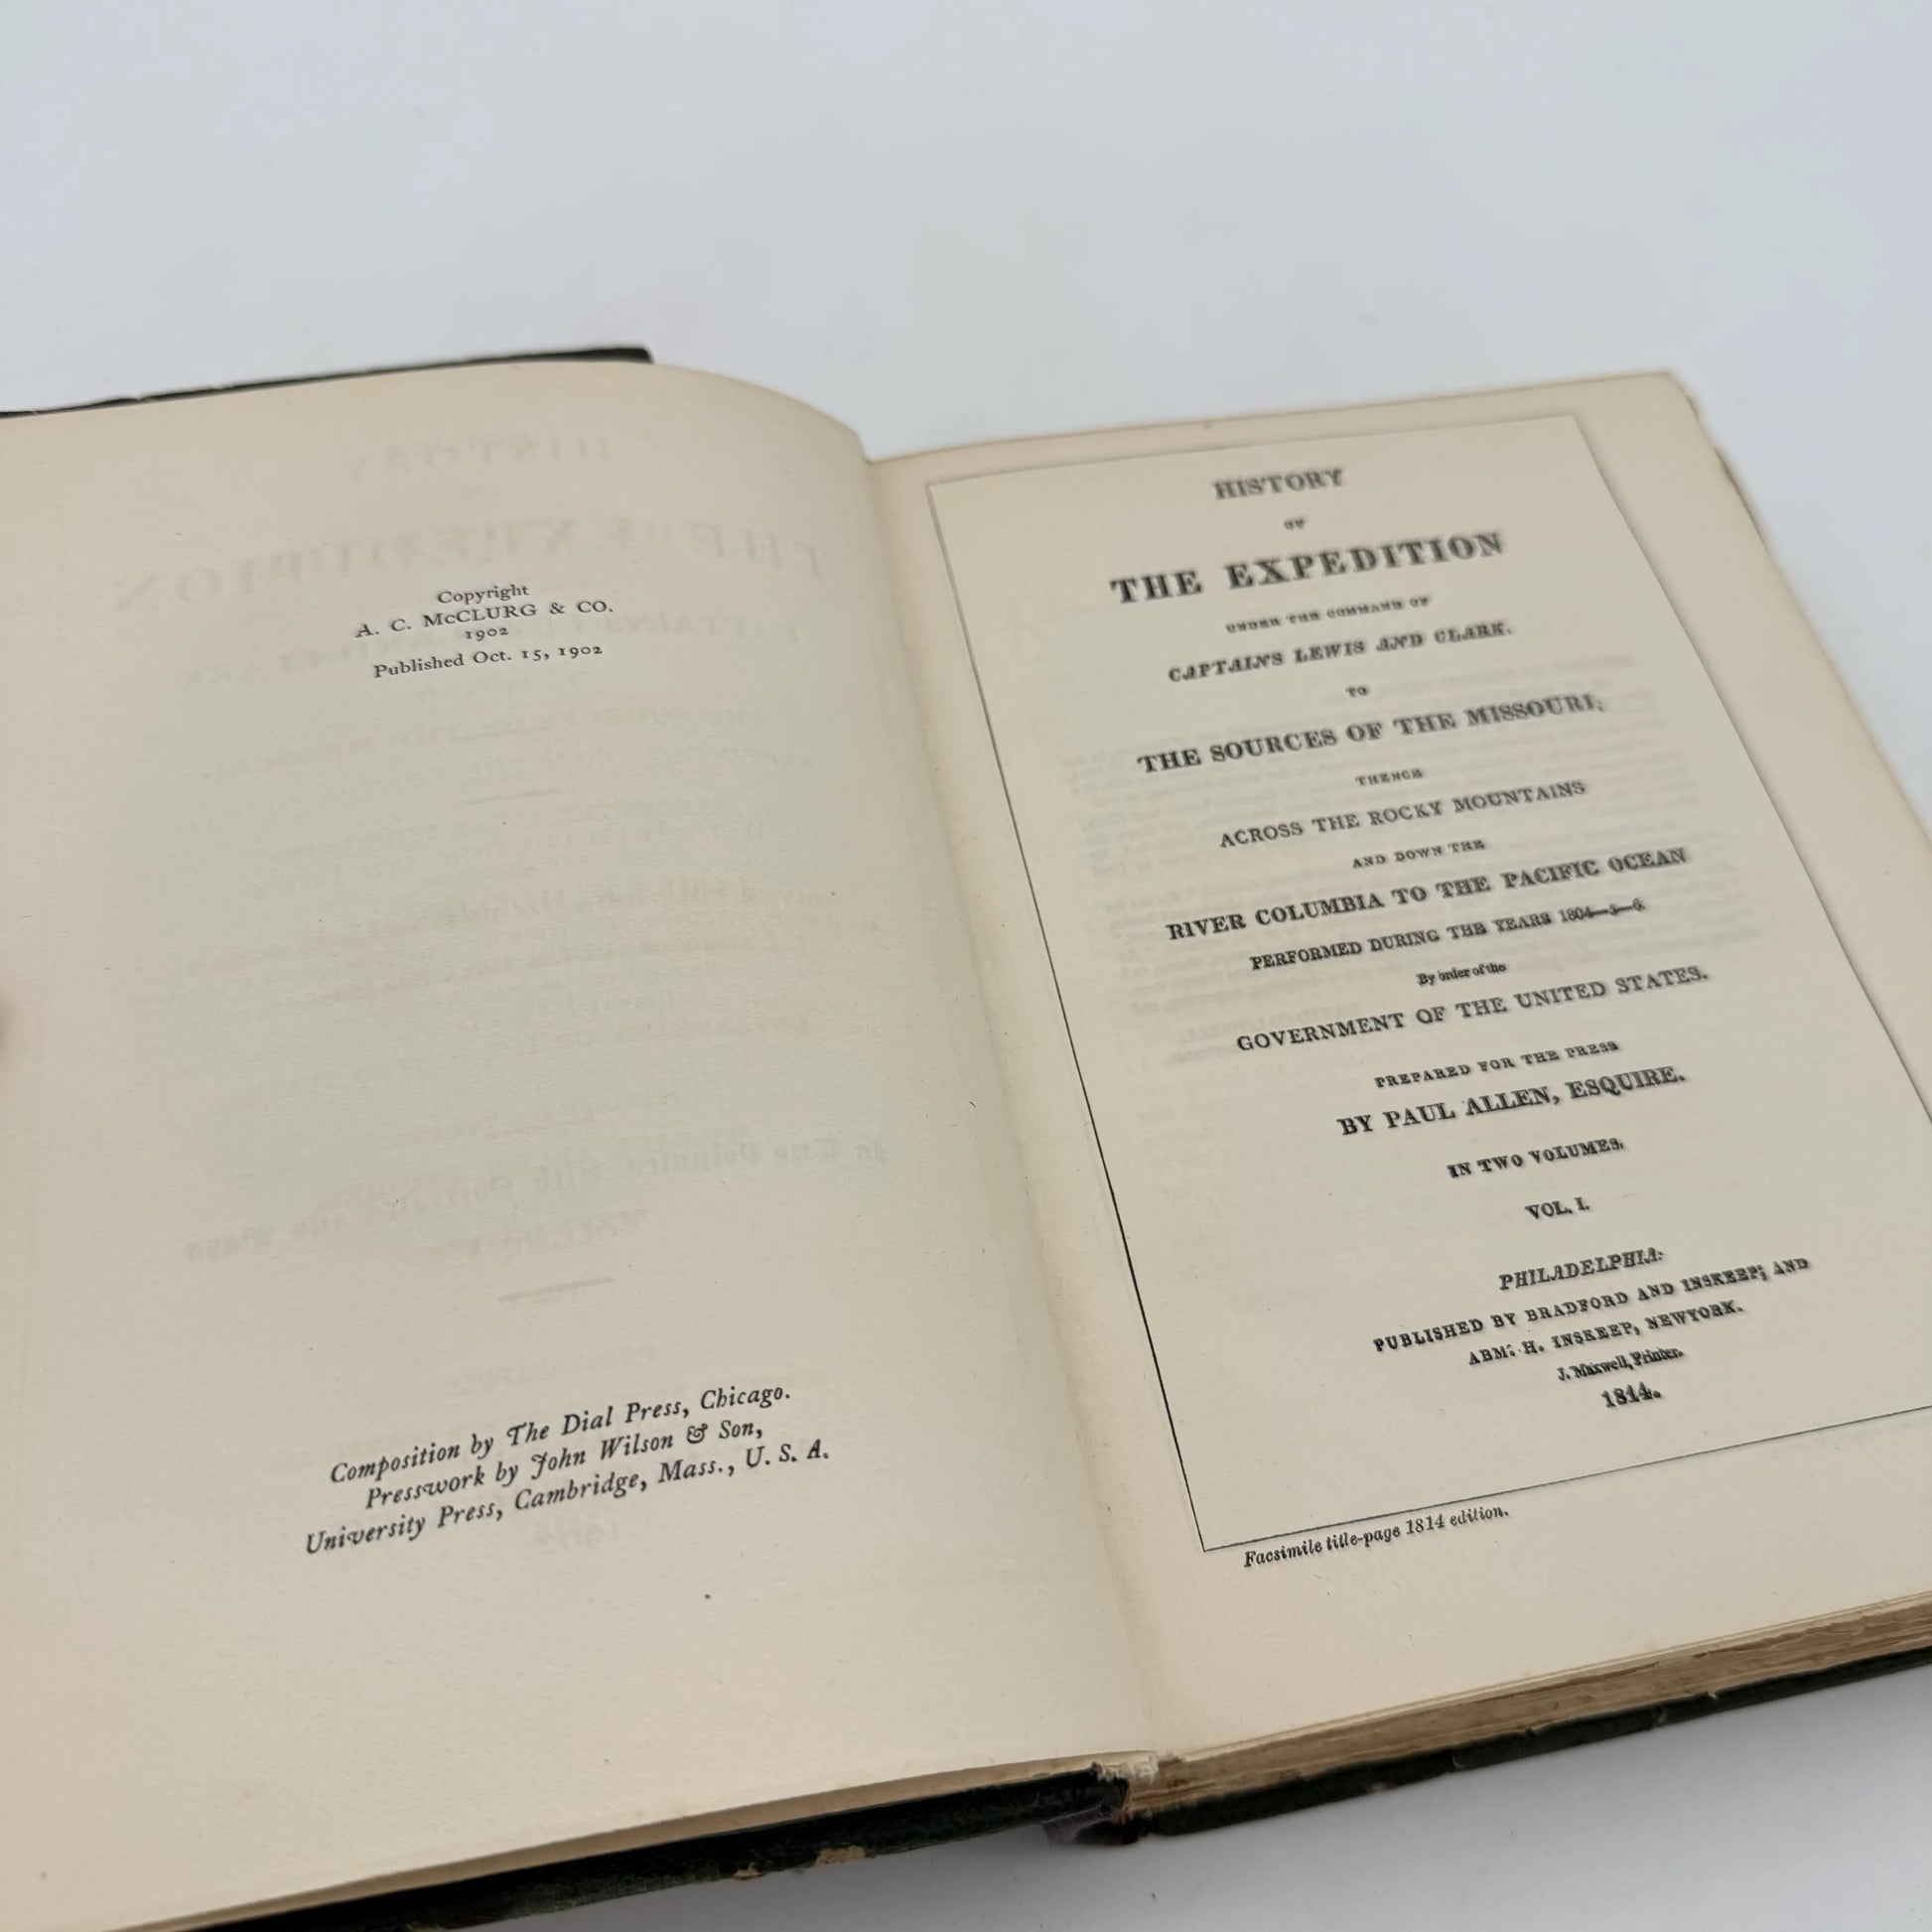 Copyright
A. C. McCLURG & CO.
1902
Published Oct. 15, 1902
Composition by The Dial Press, Chicago.
Presswork by John Wilson & Son,
University Press, Cambridge, Mass., U. S. A.
HISTORY
OF
THE EXPEDITION
UNDER THE COMMAND OF
CAPTAINS LEWIS AND CLARK.
TO
THE SOURCES OF THE MISSOURI;
THENCE
ACROSS THE ROCKY MOUNTAINS
AND DOWN THE
RIVER COLUMBIA TO THE PACIFIC OCEAN
PERFORMED DURING THE YEARS 1804—5—6.
By order of the
GOVERNMENT OF THE UNITED STATES.
PREPARED FOR THE PRESS
BY PAUL ALLEN, ESQUIRE.
IN TWO VOLUMES.
VOL. I.
PHILADELPHIA:
PUBLISHED BY BRADFORD AND INSKEEP; AND
ABM: H. INSKEEP, NEWYORK.
J. Maxwell, Printer.
1814.
Facsimile title-page 1814 edition.